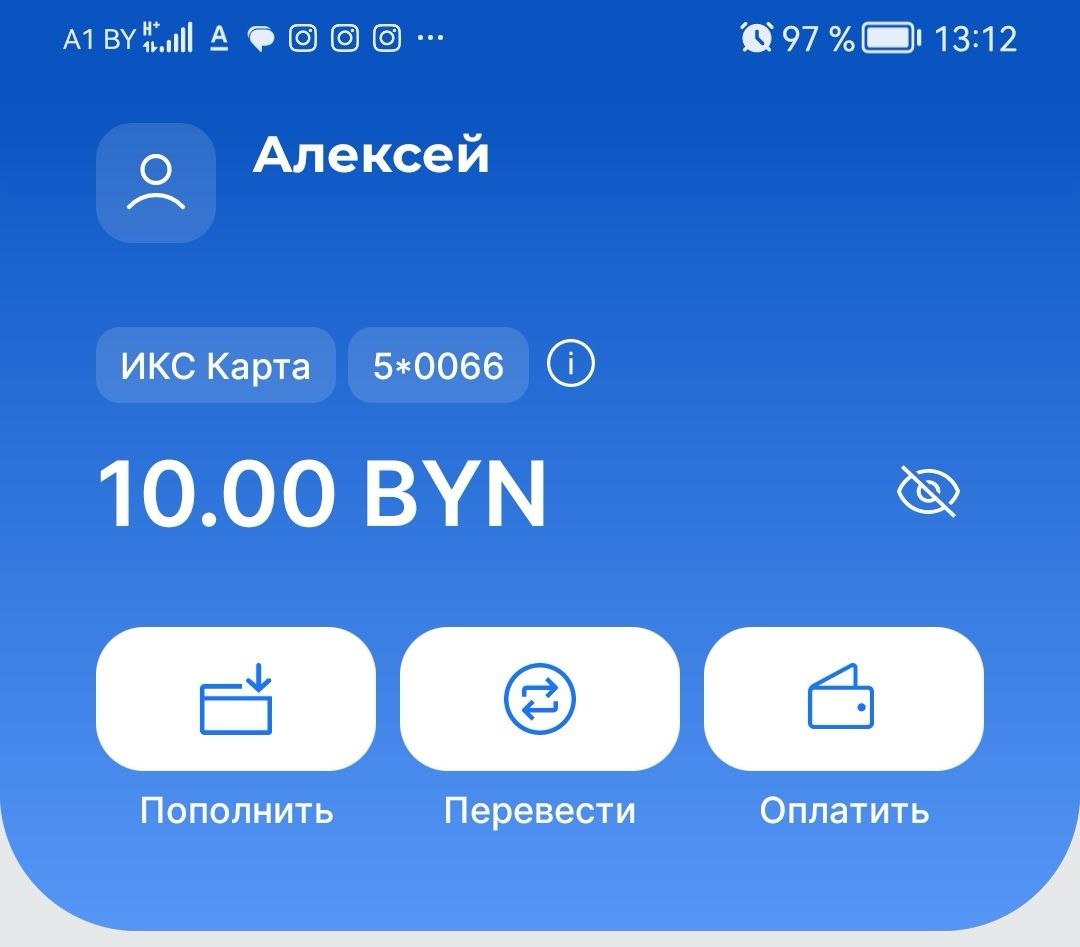 A1 BY H+ A ... 97 % 13:12
Алексей
ИКС Карта 5*0066 i
10.00 BYN
Пополнить Перевести Оплатить